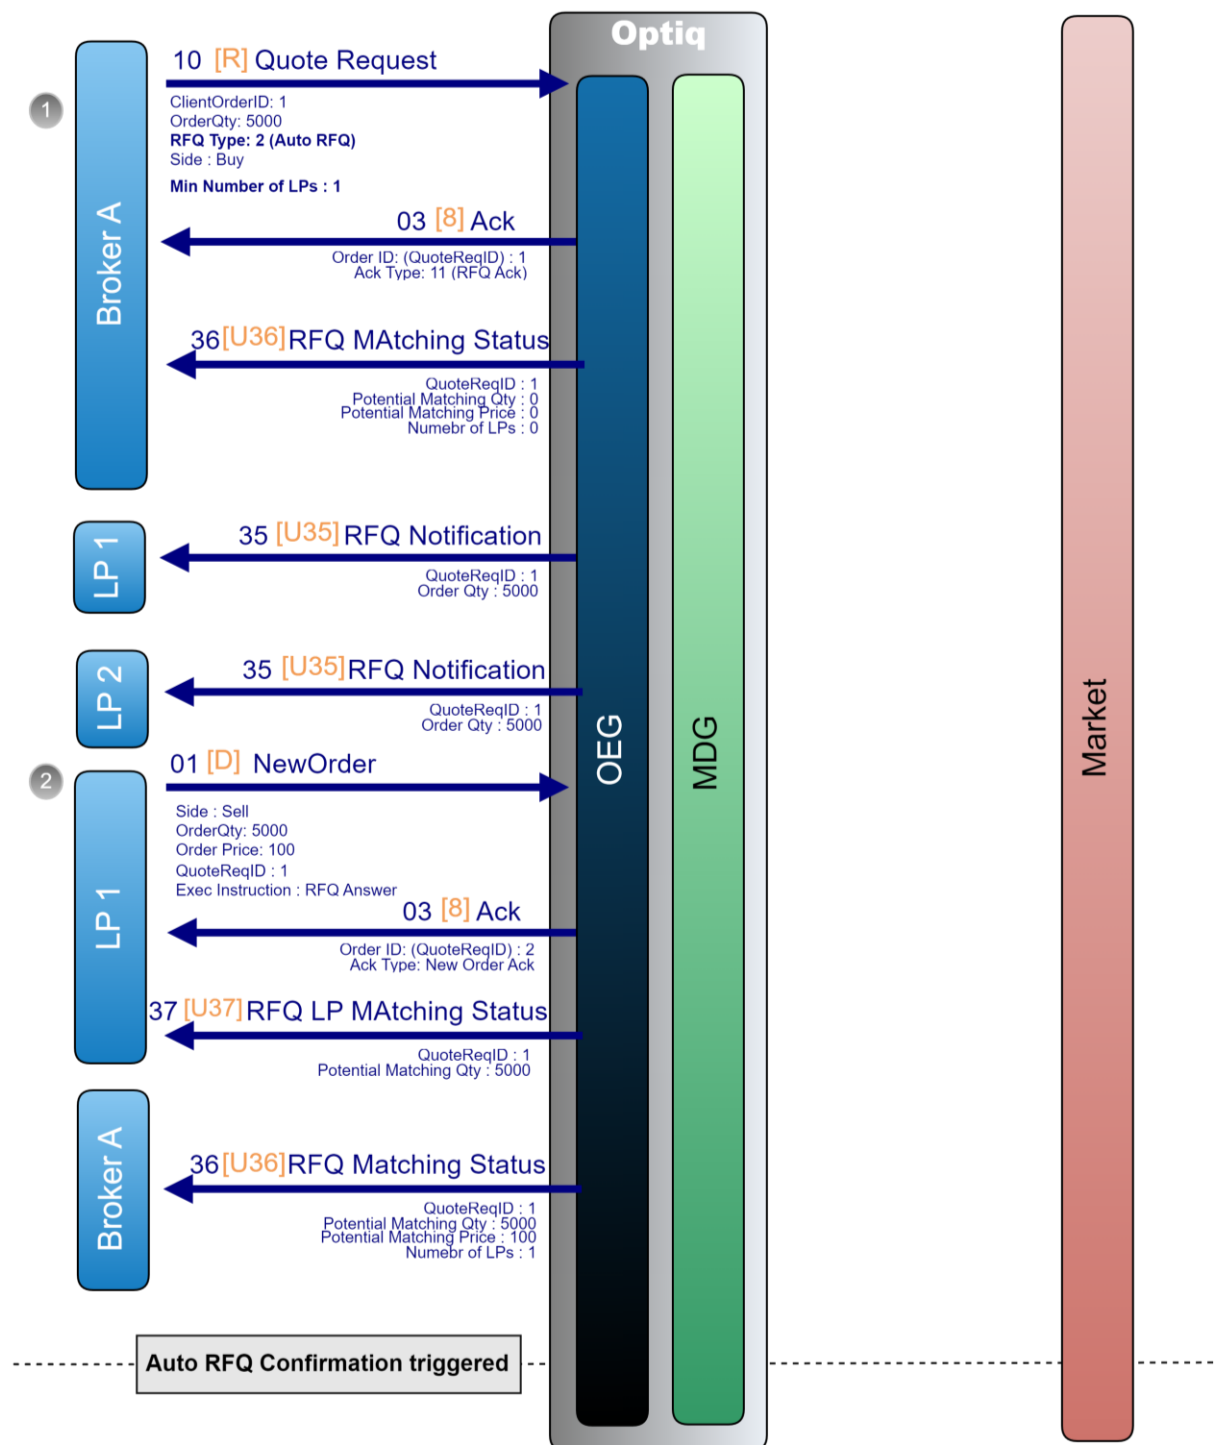 Optiq
10 [R] Quote Request
1
ClientOrderID: 1
OrderQty: 5000
RFQ Type: 2 (Auto RFQ)
Side : Buy
Min Number of LPs : 1
Broker A
03 [8] Ack
Order ID: (QuoteReqID) : 1
Ack Type: 11 (RFQ Ack)
36 [U36] RFQ MAtching Status
QuoteReqID : 1
Potential Matching Qty : 0
Potential Matching Price : 0
Numebr of LPs : 0
LP 1
35 [U35] RFQ Notification
QuoteReqID : 1
Order Qty : 5000
LP 2
35 [U35] RFQ Notification
QuoteReqID : 1
Order Qty : 5000
OEG
MDG
Market
2
01 [D] NewOrder
Side : Sell
OrderQty: 5000
Order Price: 100
QuoteReqID : 1
Exec Instruction : RFQ Answer
LP 1
03 [8] Ack
Order ID: (QuoteReqID) : 2
Ack Type: New Order Ack
37 [U37] RFQ LP MAtching Status
QuoteReqID : 1
Potential Matching Qty : 5000
Broker A
36 [U36] RFQ Matching Status
QuoteReqID : 1
Potential Matching Qty : 5000
Potential Matching Price : 100
Numebr of LPs : 1
Auto RFQ Confirmation triggered